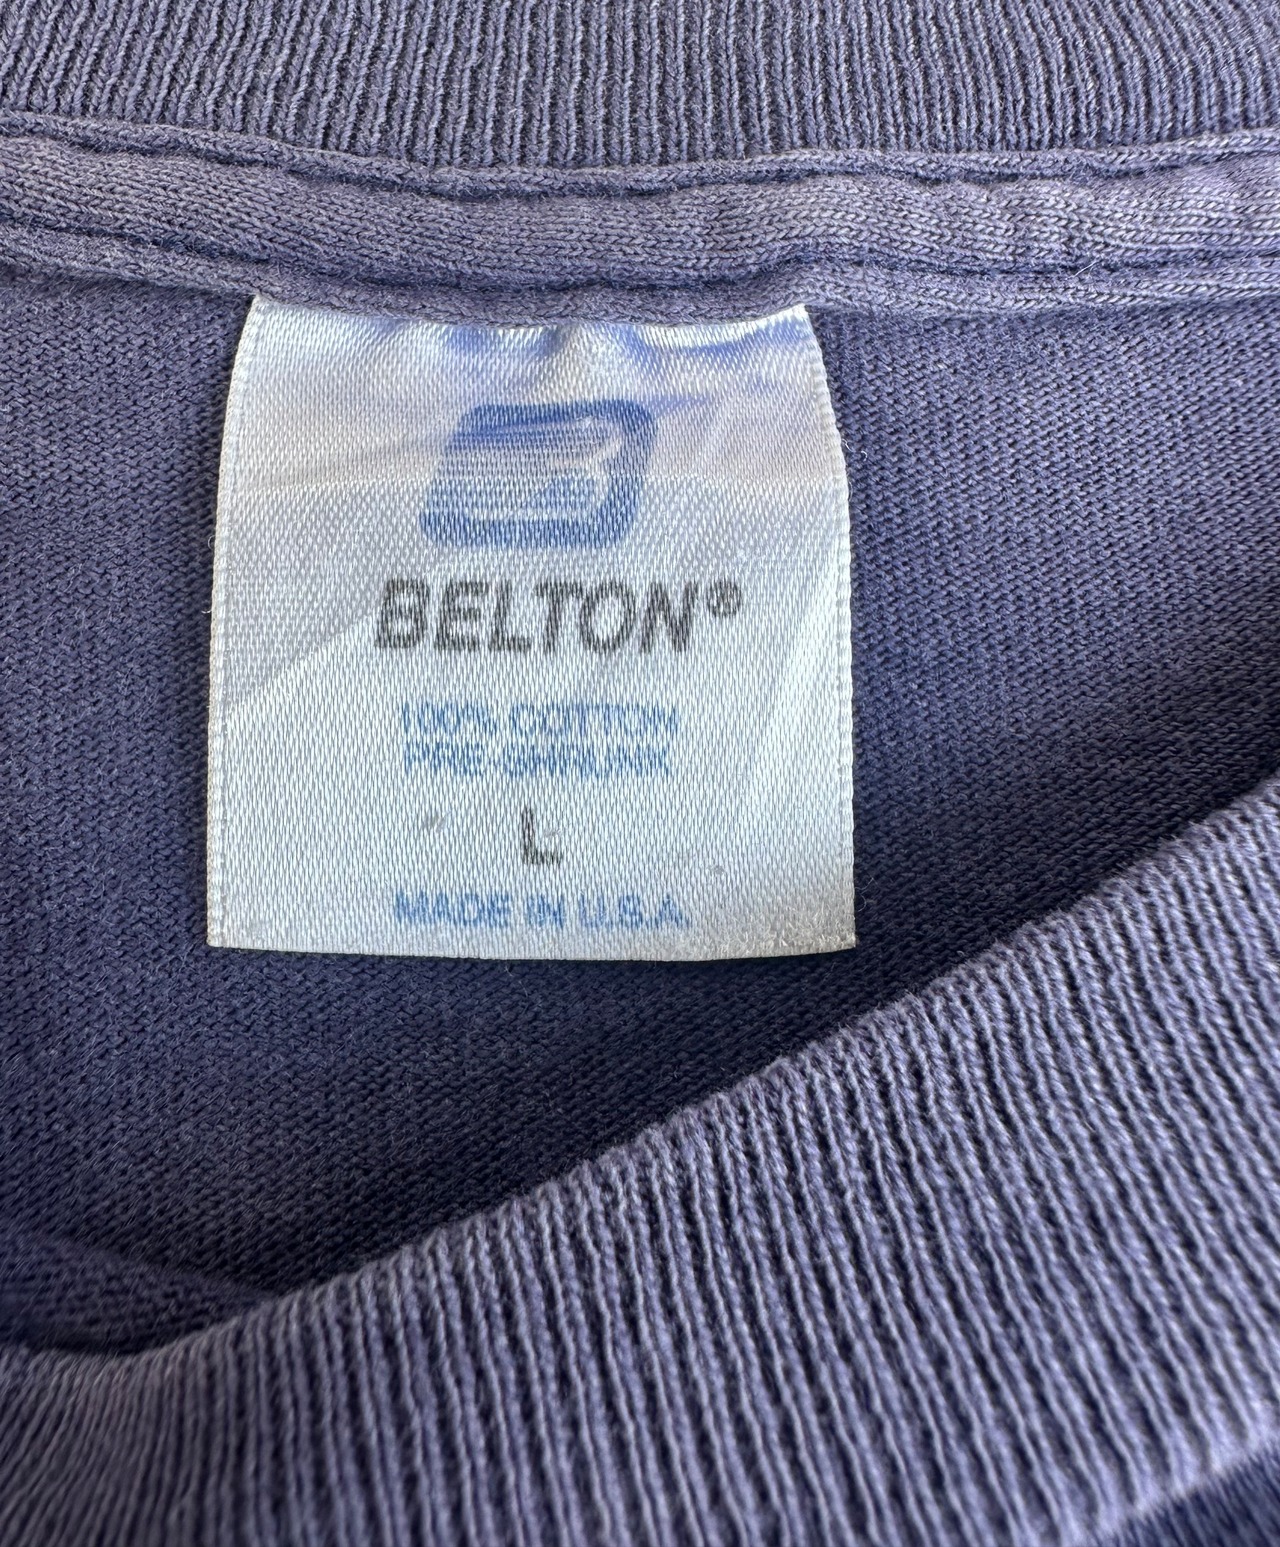 B
BELTON®
100% COTTON
PRE-SHRUNK
L
MADE IN U.S.A